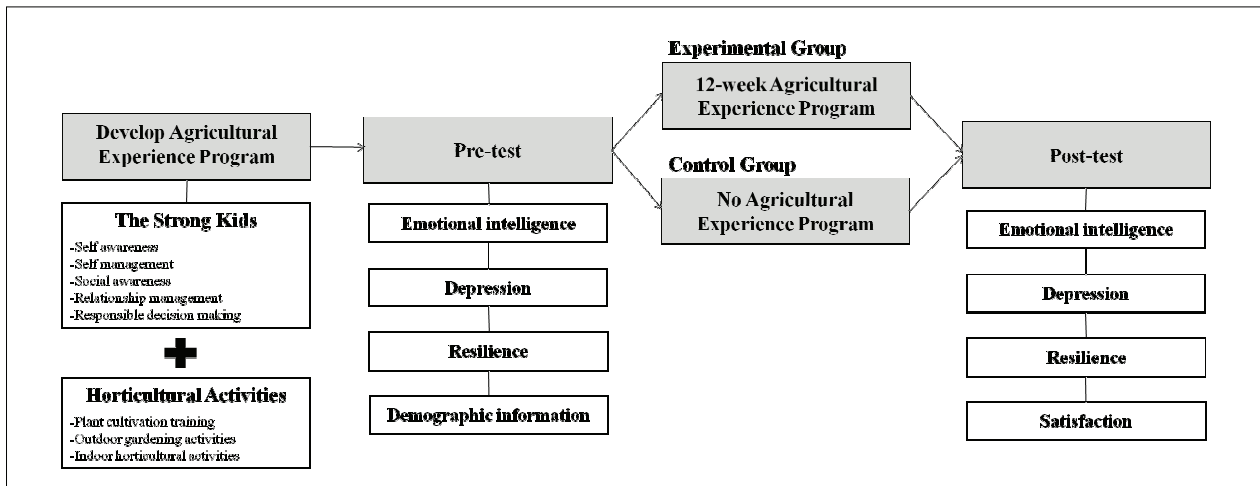 Develop Agricultural
Experience Program
The Strong Kids
-Self awareness
-Self management
-Social awareness
-Relationship management
-Responsible decision making
Horticultural Activities
-Plant cultivation training
-Outdoor gardening activities
-Indoor horticultural activities
Pre-test
Emotional intelligence
Depression
Resilience
Demographic information
Experimental Group
12-week Agricultural
Experience Program
Control Group
No Agricultural
Experience Program
Post-test
Emotional intelligence
Depression
Resilience
Satisfaction